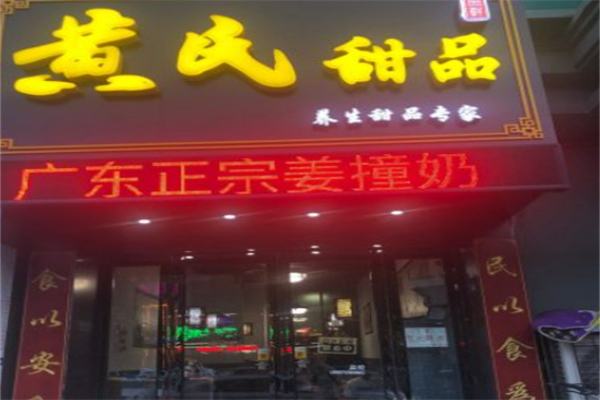 黄氏甜品
养生甜品专家
广东正宗姜撞奶
民以食为
食以安